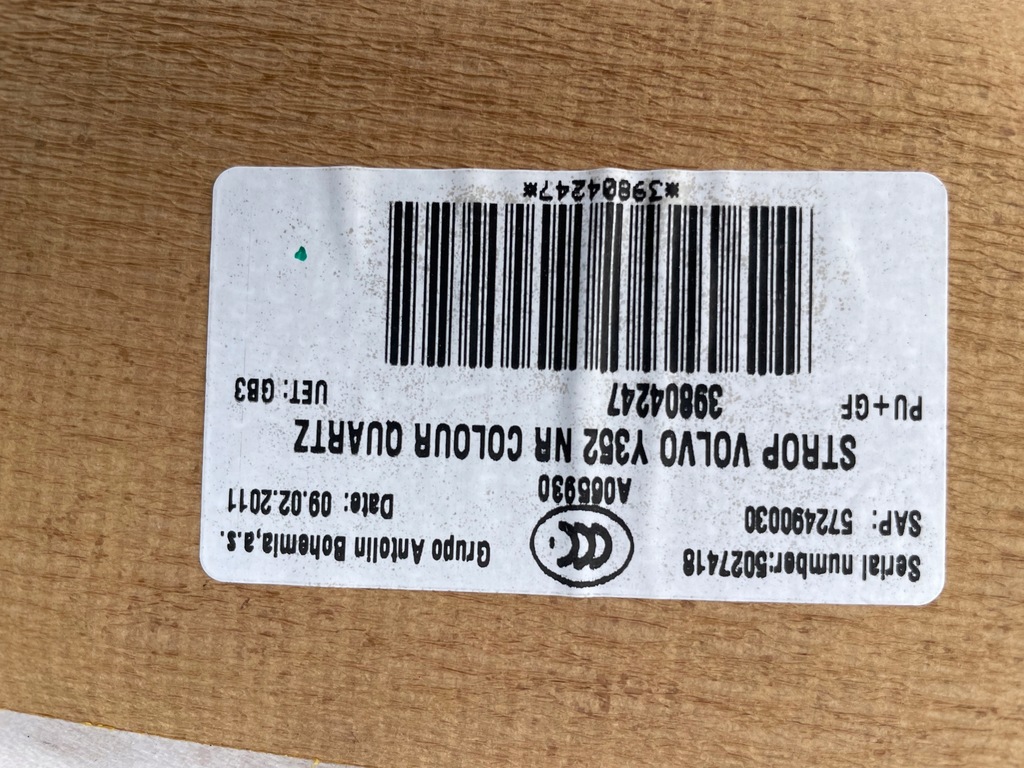 Serial number:5027418 CCC Grupo Antolin Bohemia,a.s.
SAP: 572490030 A065930 Date: 09.02.2011
STROP VOLVO Y352 NR COLOUR QUARTZ
PU+GF 39804247 UET: GB3
*39804247*